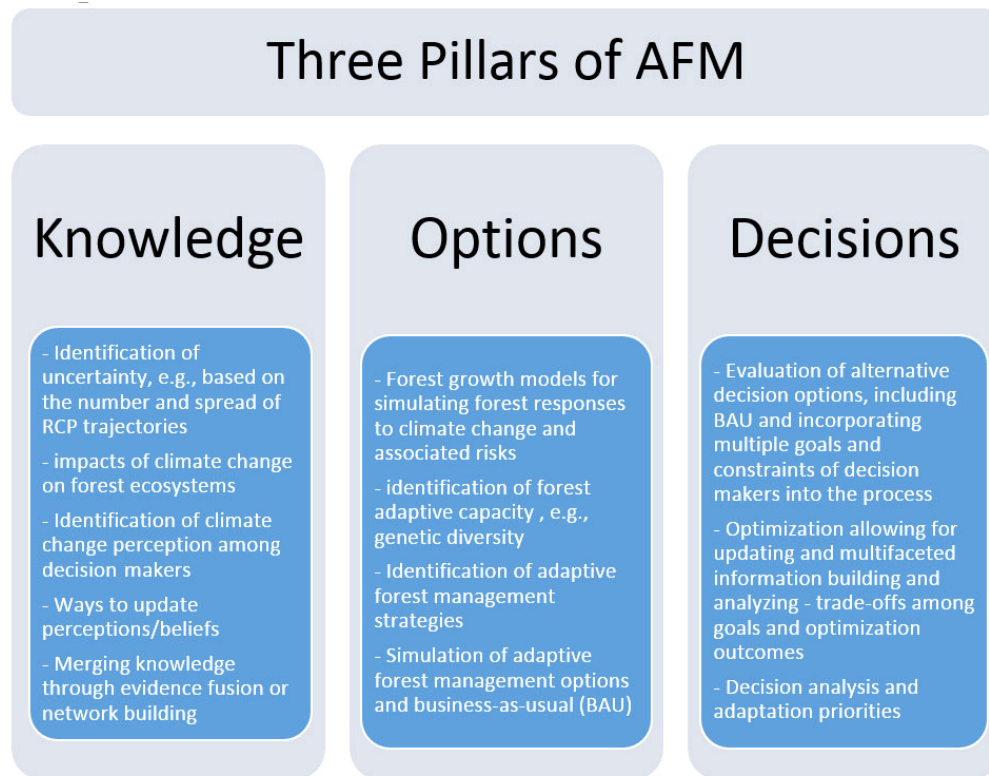 Three Pillars of AFM
Knowledge
- Identification of
uncertainty, e.g., based on
the number and spread of
RCP trajectories
- impacts of climate change
on forest ecosystems
- Identification of climate
change perception among
decision makers
- Ways to update
perceptions/beliefs
- Merging knowledge
through evidence fusion or
network building
Options
- Forest growth models for
simulating forest responses
to climate change and
associated risks
- identification of forest
adaptive capacity , e.g.,
genetic diversity
- Identification of adaptive
forest management
strategies
- Simulation of adaptive
forest management options
and business-as-usual (BAU)
Decisions
- Evaluation of alternative
decision options, including
BAU and incorporating
multiple goals and
constraints of decision
makers into the process
- Optimization allowing for
updating and multifaceted
information building and
analyzing - trade-offs among
goals and optimization
outcomes
- Decision analysis and
adaptation priorities